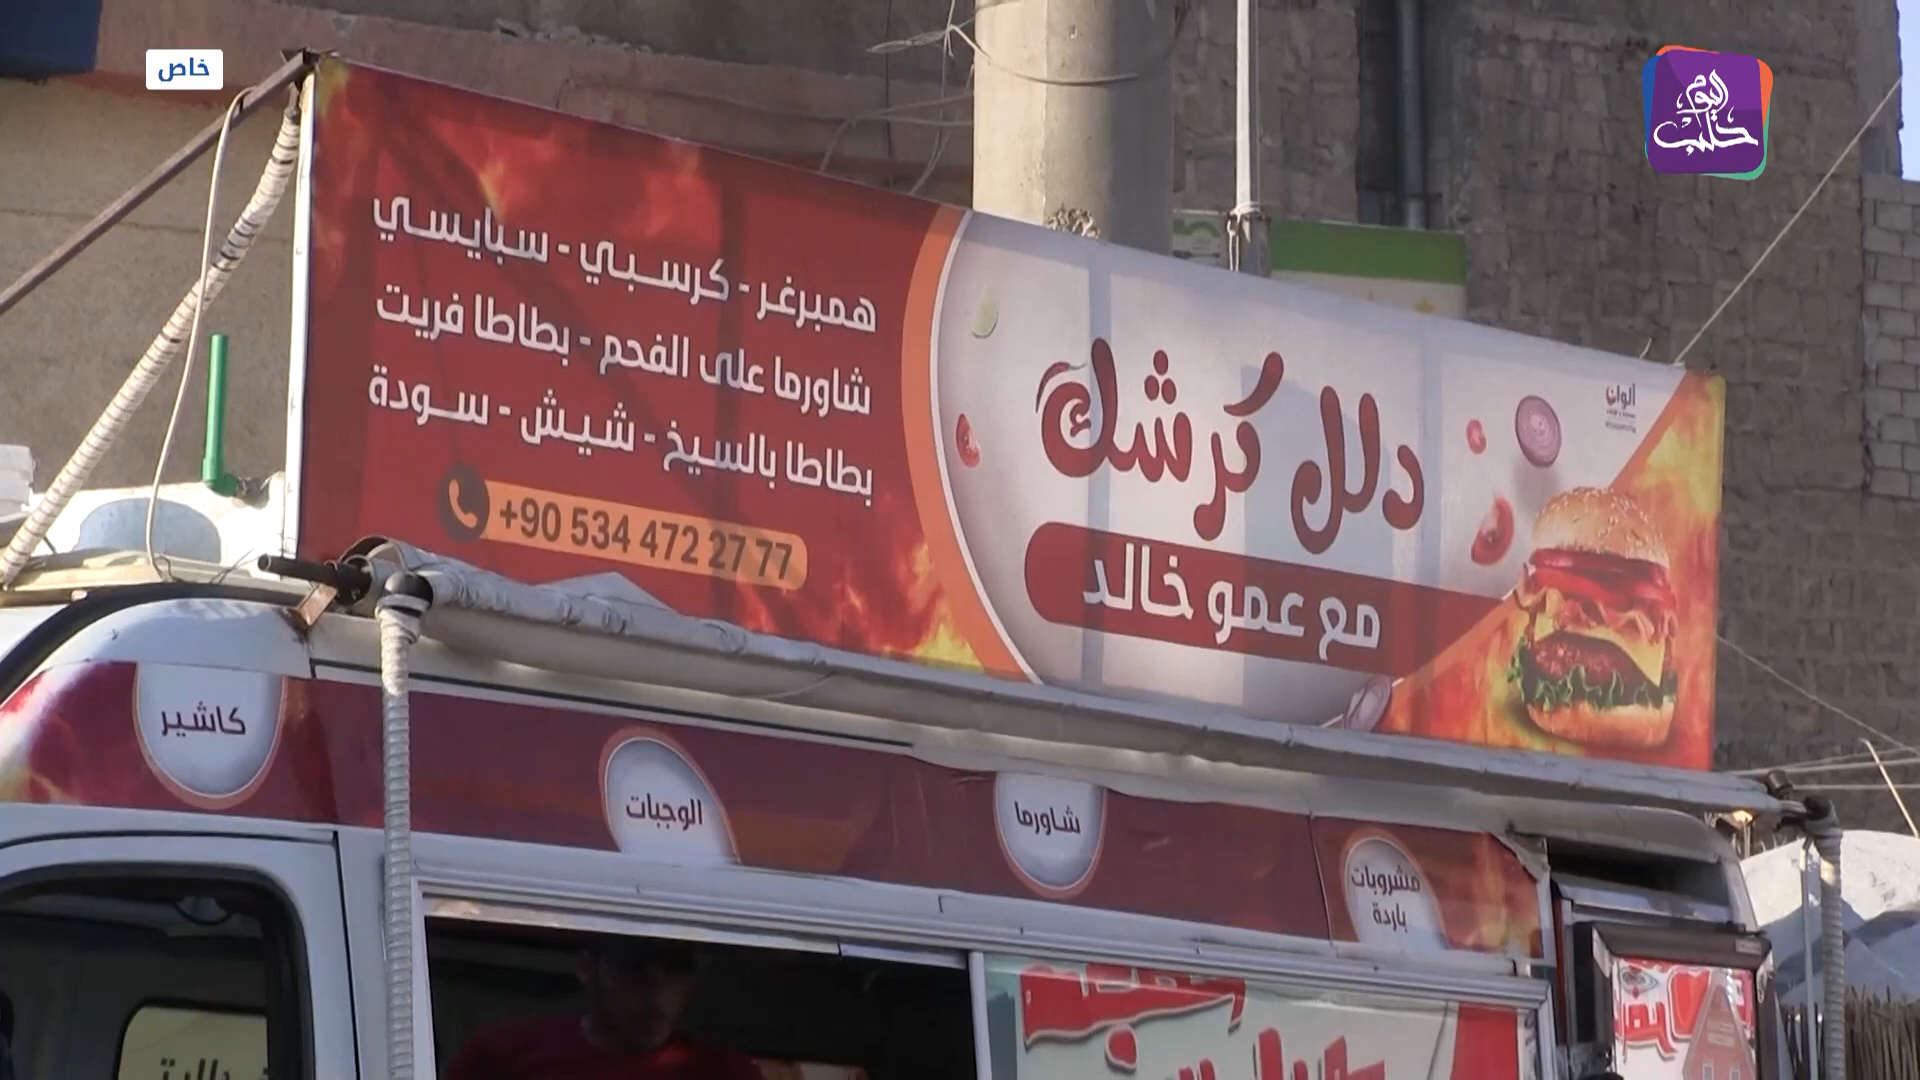 خاص
حلب اليوم
همبرغر - كرسبي - سبايسي
شاورما على الفحم - بطاطا فريت
بطاطا بالسيخ - شيش - سودة
+90 534 472 27 77
دلل كرشك
مع عمو خالد
ألوان
كاشير
الوجبات
شاورما
مشروبات
باردة